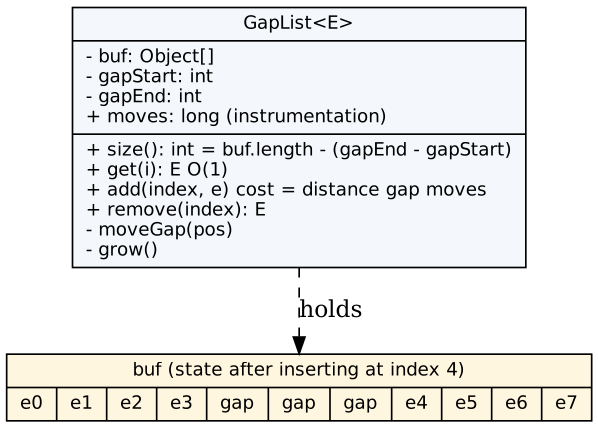 GapList<E>
- buf: Object[]
- gapStart: int
- gapEnd: int
+ moves: long (instrumentation)
+ size(): int = buf.length - (gapEnd - gapStart)
+ get(i): E O(1)
+ add(index, e) cost = distance gap moves
+ remove(index): E
- moveGap(pos)
- grow()
holds
buf (state after inserting at index 4)
e0 e1 e2 e3 gap gap gap e4 e5 e6 e7